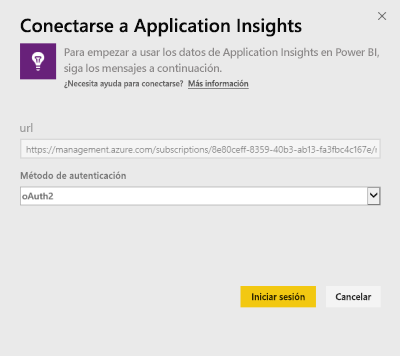 Conectarse a Application Insights
Para empezar a usar los datos de Application Insights en Power BI,
siga los mensajes a continuación.
¿Necesita ayuda para conectarse? Más información
url
https://management.azure.com/subscriptions/8e80ceff-8359-40b3-ab13-fa3fbc4c167e/r
Método de autenticación
oAuth2
Iniciar sesión Cancelar